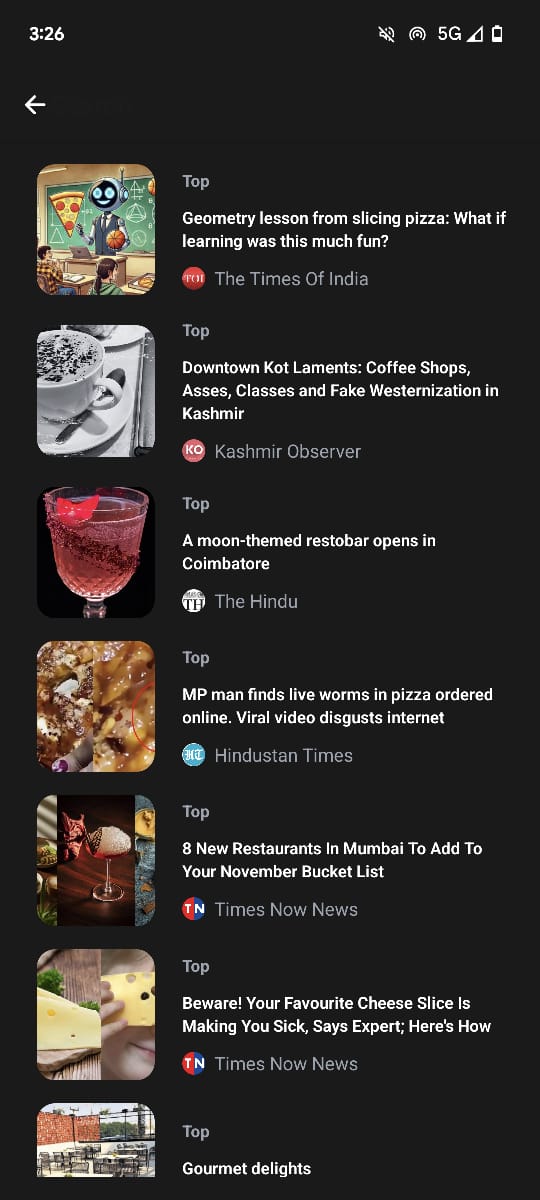 3:26
5G
Top
Geometry lesson from slicing pizza: What if
learning was this much fun?
TOI
The Times Of India
Top
Downtown Kot Laments: Coffee Shops,
Asses, Classes and Fake Westernization in
Kashmir
KO
Kashmir Observer
Top
A moon-themed restobar opens in
Coimbatore
TH
The Hindu
Top
MP man finds live worms in pizza ordered
online. Viral video disgusts internet
HT
Hindustan Times
Top
8 New Restaurants In Mumbai To Add To
Your November Bucket List
TN
Times Now News
Top
Beware! Your Favourite Cheese Slice Is
Making You Sick, Says Expert; Here's How
TN
Times Now News
Top
Gourmet delights